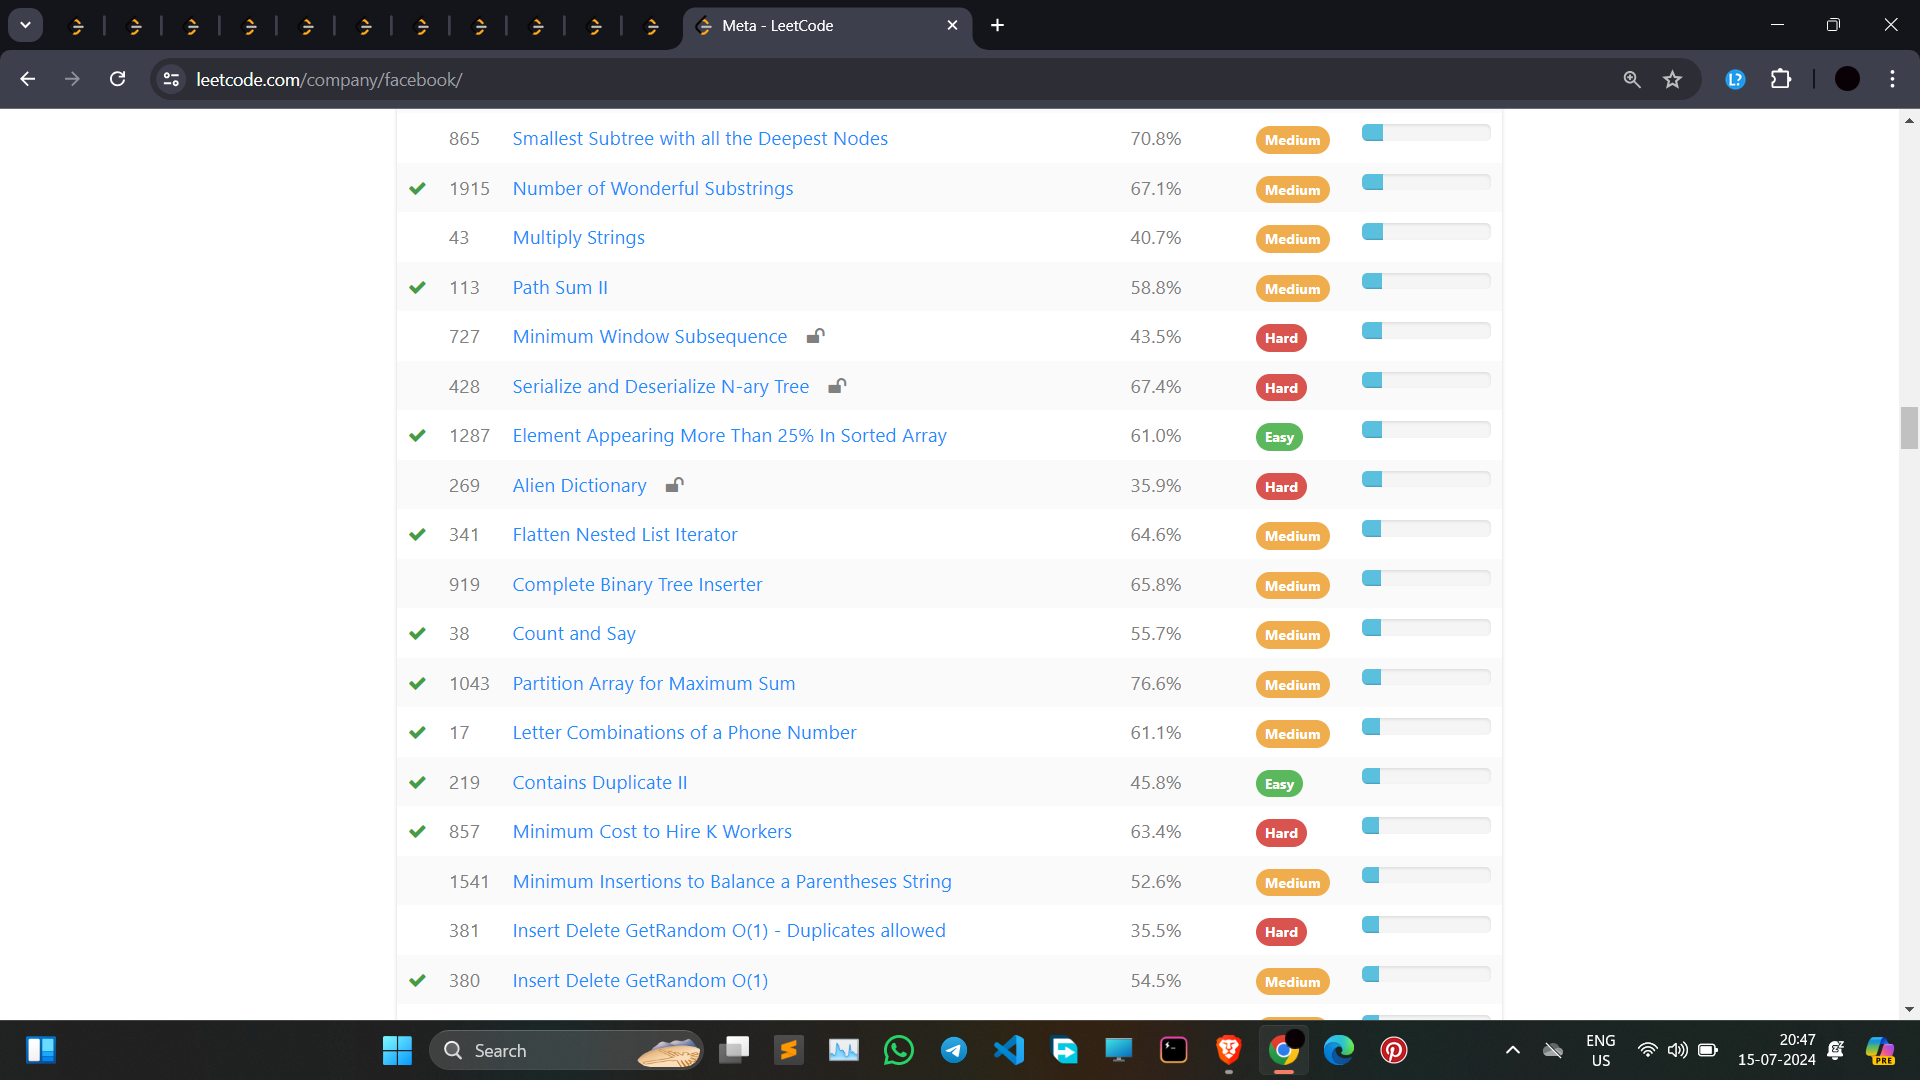 Meta - LeetCode
leetcode.com/company/facebook/
865 Smallest Subtree with all the Deepest Nodes 70.8% Medium
1915 Number of Wonderful Substrings 67.1% Medium
43 Multiply Strings 40.7% Medium
113 Path Sum II 58.8% Medium
727 Minimum Window Subsequence 43.5% Hard
428 Serialize and Deserialize N-ary Tree 67.4% Hard
1287 Element Appearing More Than 25% In Sorted Array 61.0% Easy
269 Alien Dictionary 35.9% Hard
341 Flatten Nested List Iterator 64.6% Medium
919 Complete Binary Tree Inserter 65.8% Medium
38 Count and Say 55.7% Medium
1043 Partition Array for Maximum Sum 76.6% Medium
17 Letter Combinations of a Phone Number 61.1% Medium
219 Contains Duplicate II 45.8% Easy
857 Minimum Cost to Hire K Workers 63.4% Hard
1541 Minimum Insertions to Balance a Parentheses String 52.6% Medium
381 Insert Delete GetRandom O(1) - Duplicates allowed 35.5% Hard
380 Insert Delete GetRandom O(1) 54.5% Medium
Search
ENG
US
20:47
15-07-2024
PRE